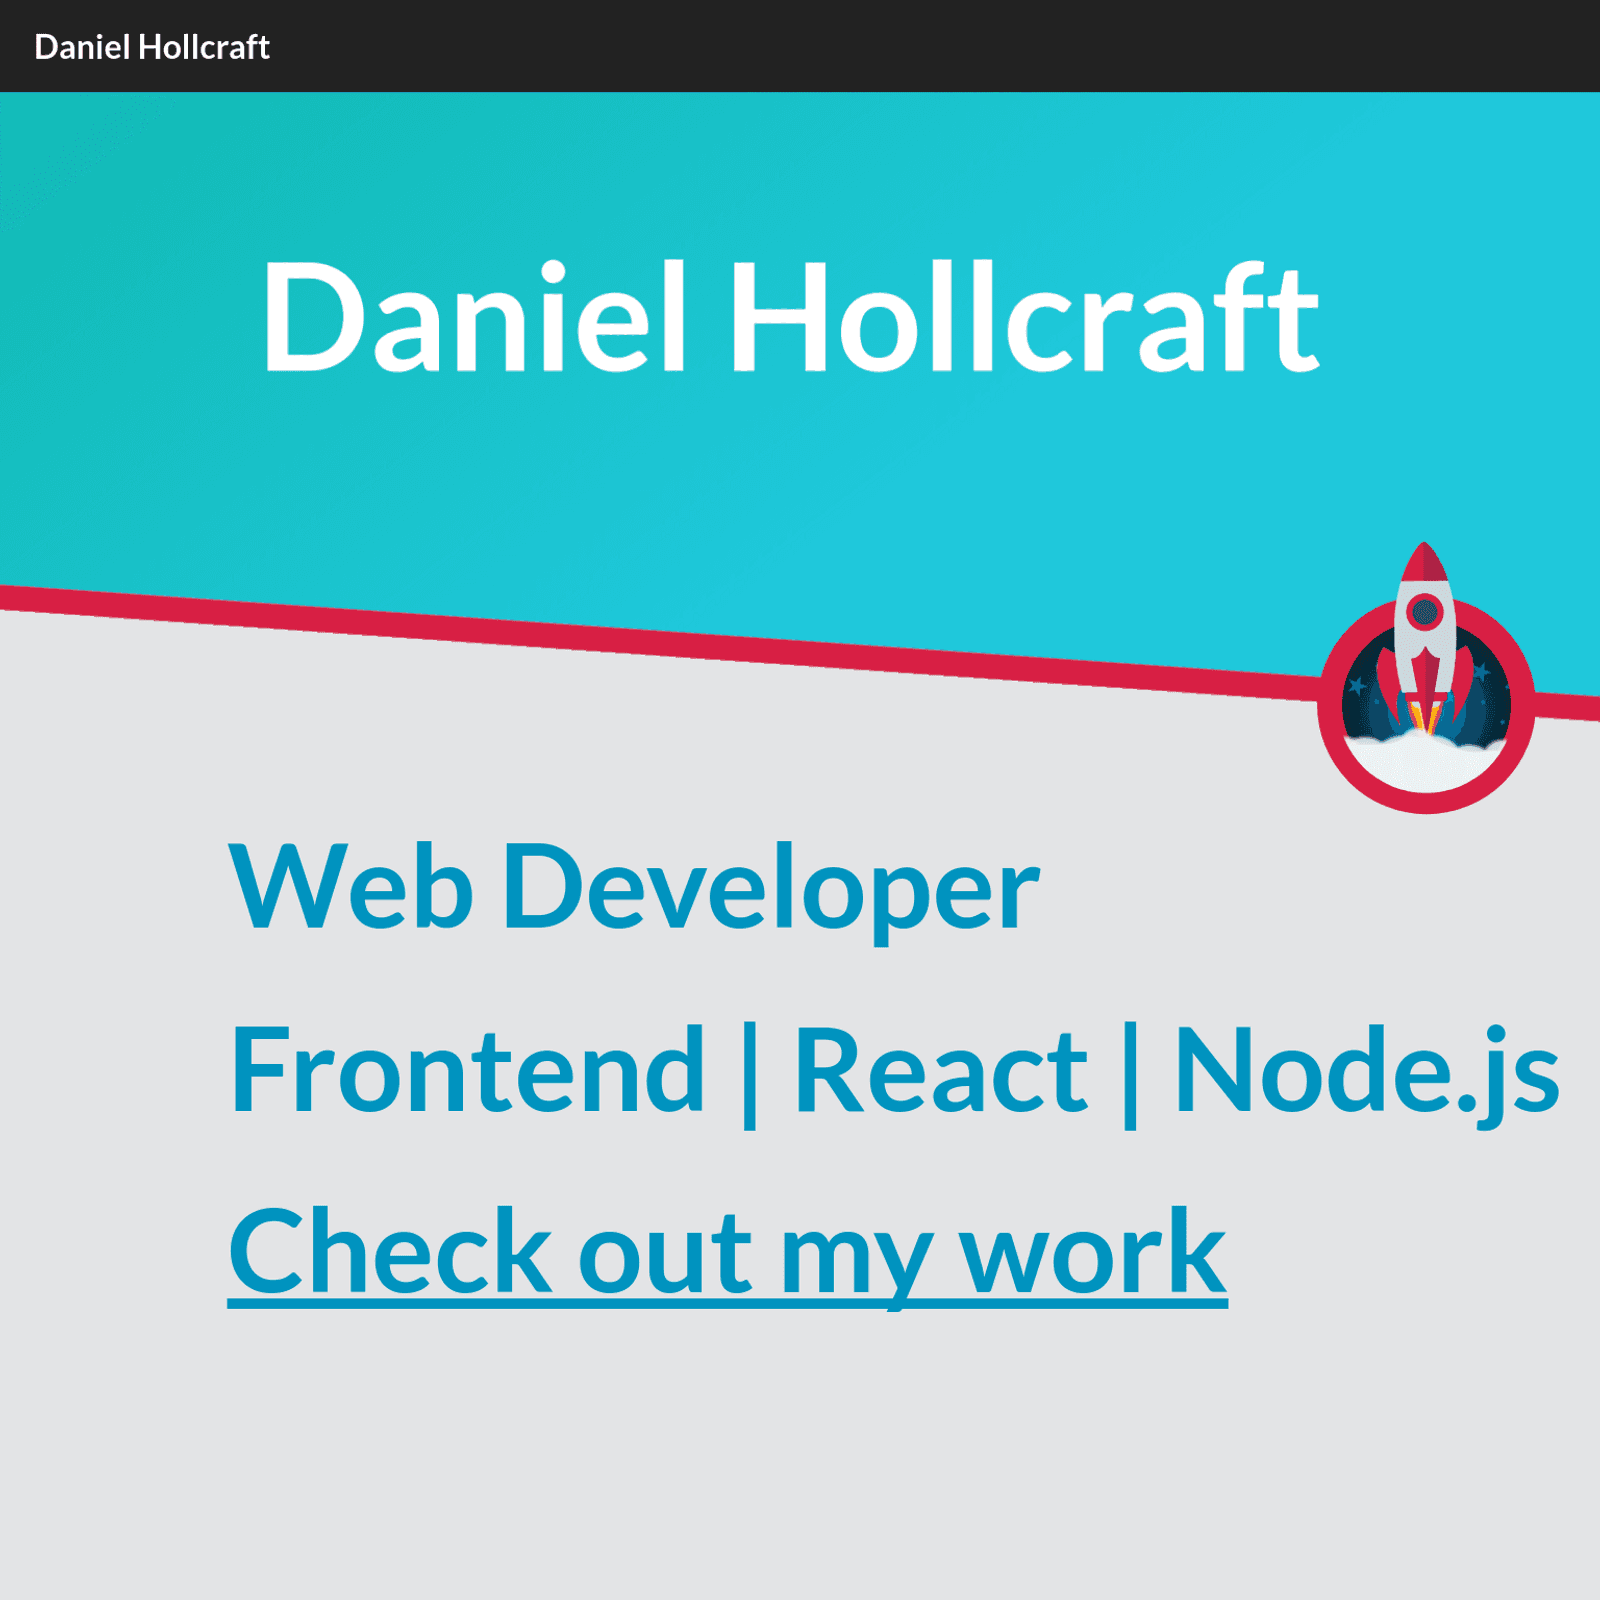 Daniel Hollcraft
Daniel Hollcraft
Web Developer
Frontend | React | Node.js
Check out my work